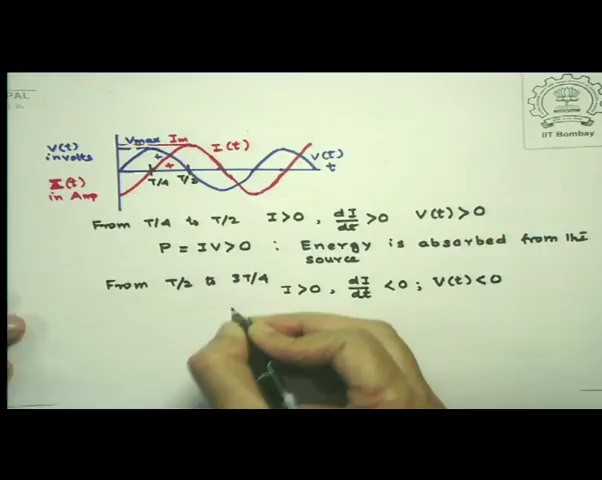 PAL
IIT Bombay
Vmax Im I(t)
V(t)
in volts
V(t)
t
I(t)
in Amp
T/4 T/2
From T/4 to T/2 I>0, dI/dt >0 V(t)>0
P = IV>0 : Energy is absorbed from the
source
From T/2 to 3T/4 I>0, dI/dt <0; V(t)<0